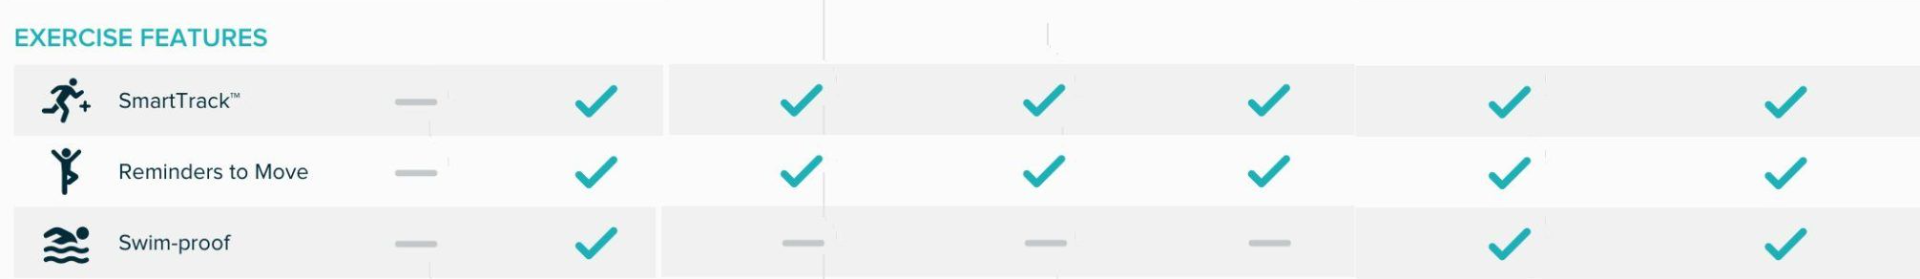 EXERCISE FEATURES
SmartTrack™
Reminders to Move
Swim-proof